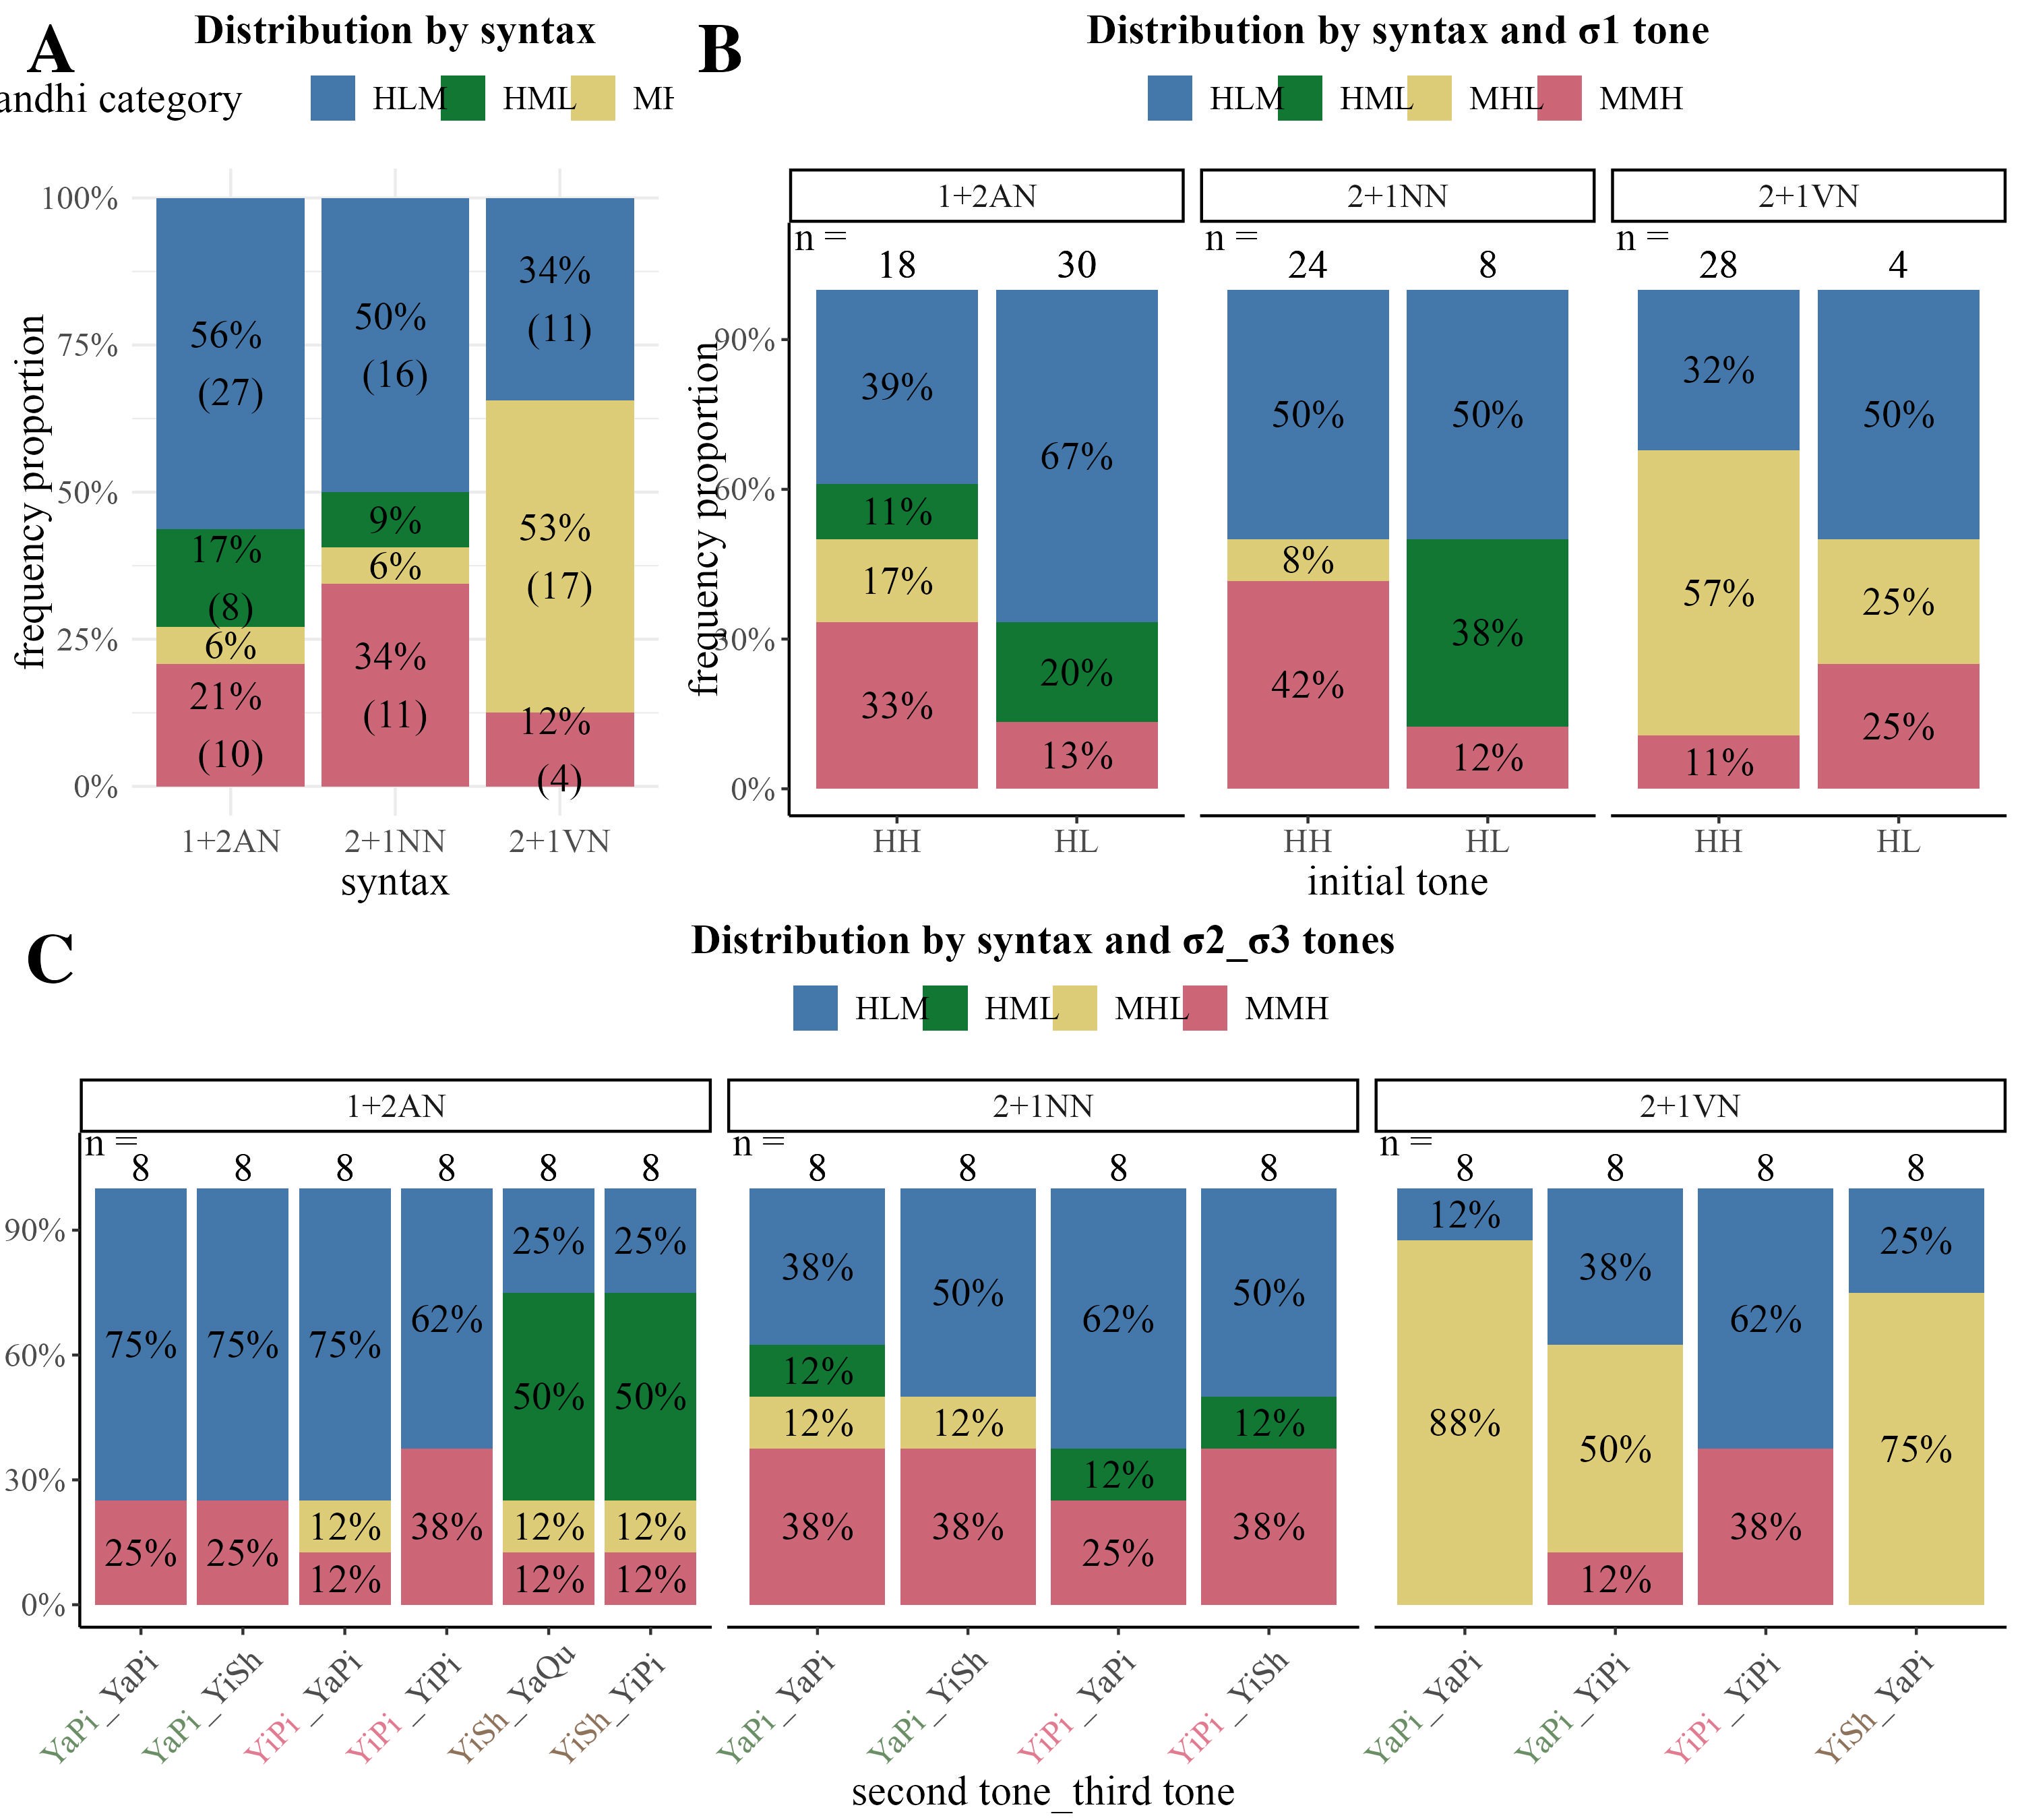 A
Distribution by syntax
andhi category HLM HML MH
100%
75%
50%
25%
0%
frequency proportion
56%
(27)
17%
(8)
6%
21%
(10)
50%
(16)
9%
6%
34%
(11)
34%
(11)
53%
(17)
12%
(4)
1+2AN 2+1NN 2+1VN
syntax
B
Distribution by syntax and σ1 tone
HLM HML MHL MMH
1+2AN 2+1NN 2+1VN
n = n = n =
18 30 24 8 28 4
90%
60%
30%
0%
frequency proportion
39%
11%
17%
33%
67%
20%
13%
50%
8%
42%
50%
38%
12%
32%
57%
11%
50%
25%
25%
HH HL HH HL HH HL
initial tone
C
Distribution by syntax and σ2_σ3 tones
HLM HML MHL MMH
1+2AN 2+1NN 2+1VN
n = n = n =
8 8 8 8 8 8 8 8 8 8 8 8 8 8
90%
60%
30%
0%
75%
25%
75%
25%
75%
12%
12%
62%
38%
25%
50%
12%
12%
25%
50%
12%
12%
38%
12%
12%
38%
50%
12%
38%
62%
12%
25%
50%
12%
38%
12%
88%
38%
50%
12%
62%
38%
25%
75%
YaPi_YaPi
YaPi_YiSh
YiPi_YaPi
YiPi_YiPi
YiSh_YaQu
YiSh_YiPi
YaPi_YaPi
YaPi_YiSh
YiPi_YaPi
YiPi_YiSh
YaPi_YaPi
YaPi_YiPi
YiPi_YiPi
YiSh_YaPi
second tone_third tone